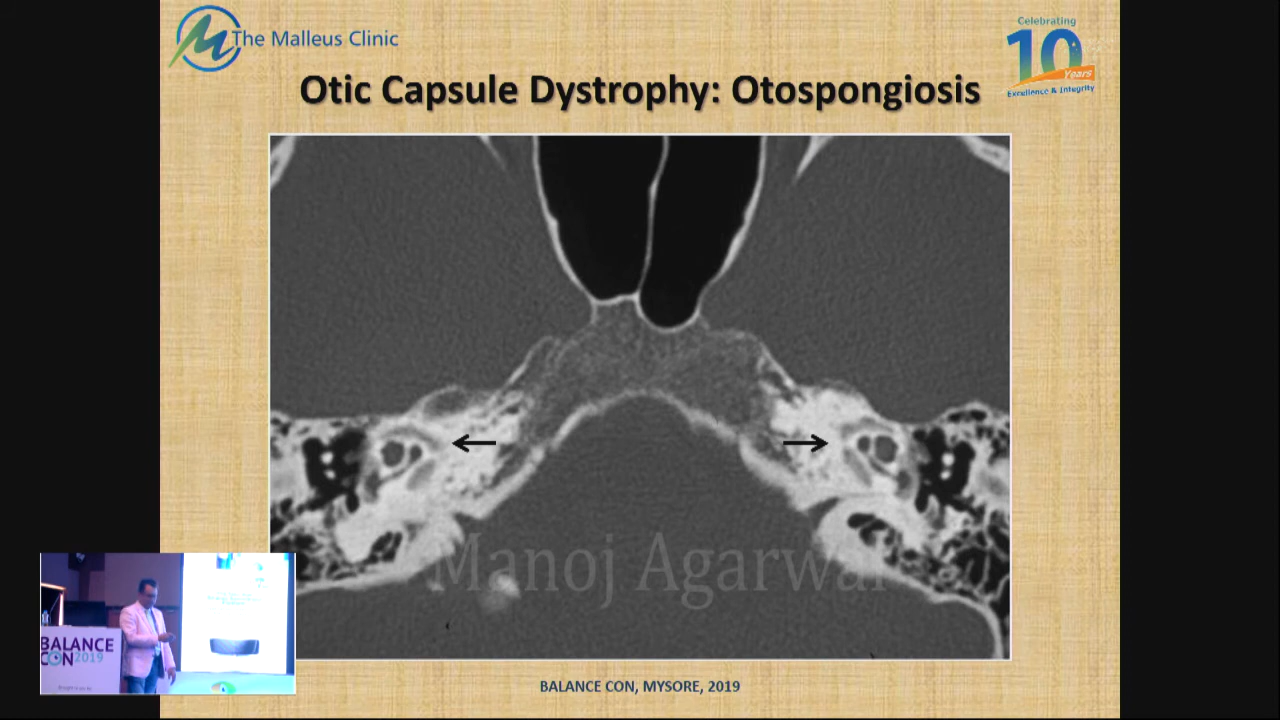 The Malleus Clinic
Celebrating
10
Years
Excellence & Integrity
Otic Capsule Dystrophy: Otospongiosis
Manoj Agarwal
BALANCE
CON 2019
BALANCE CON, MYSORE, 2019